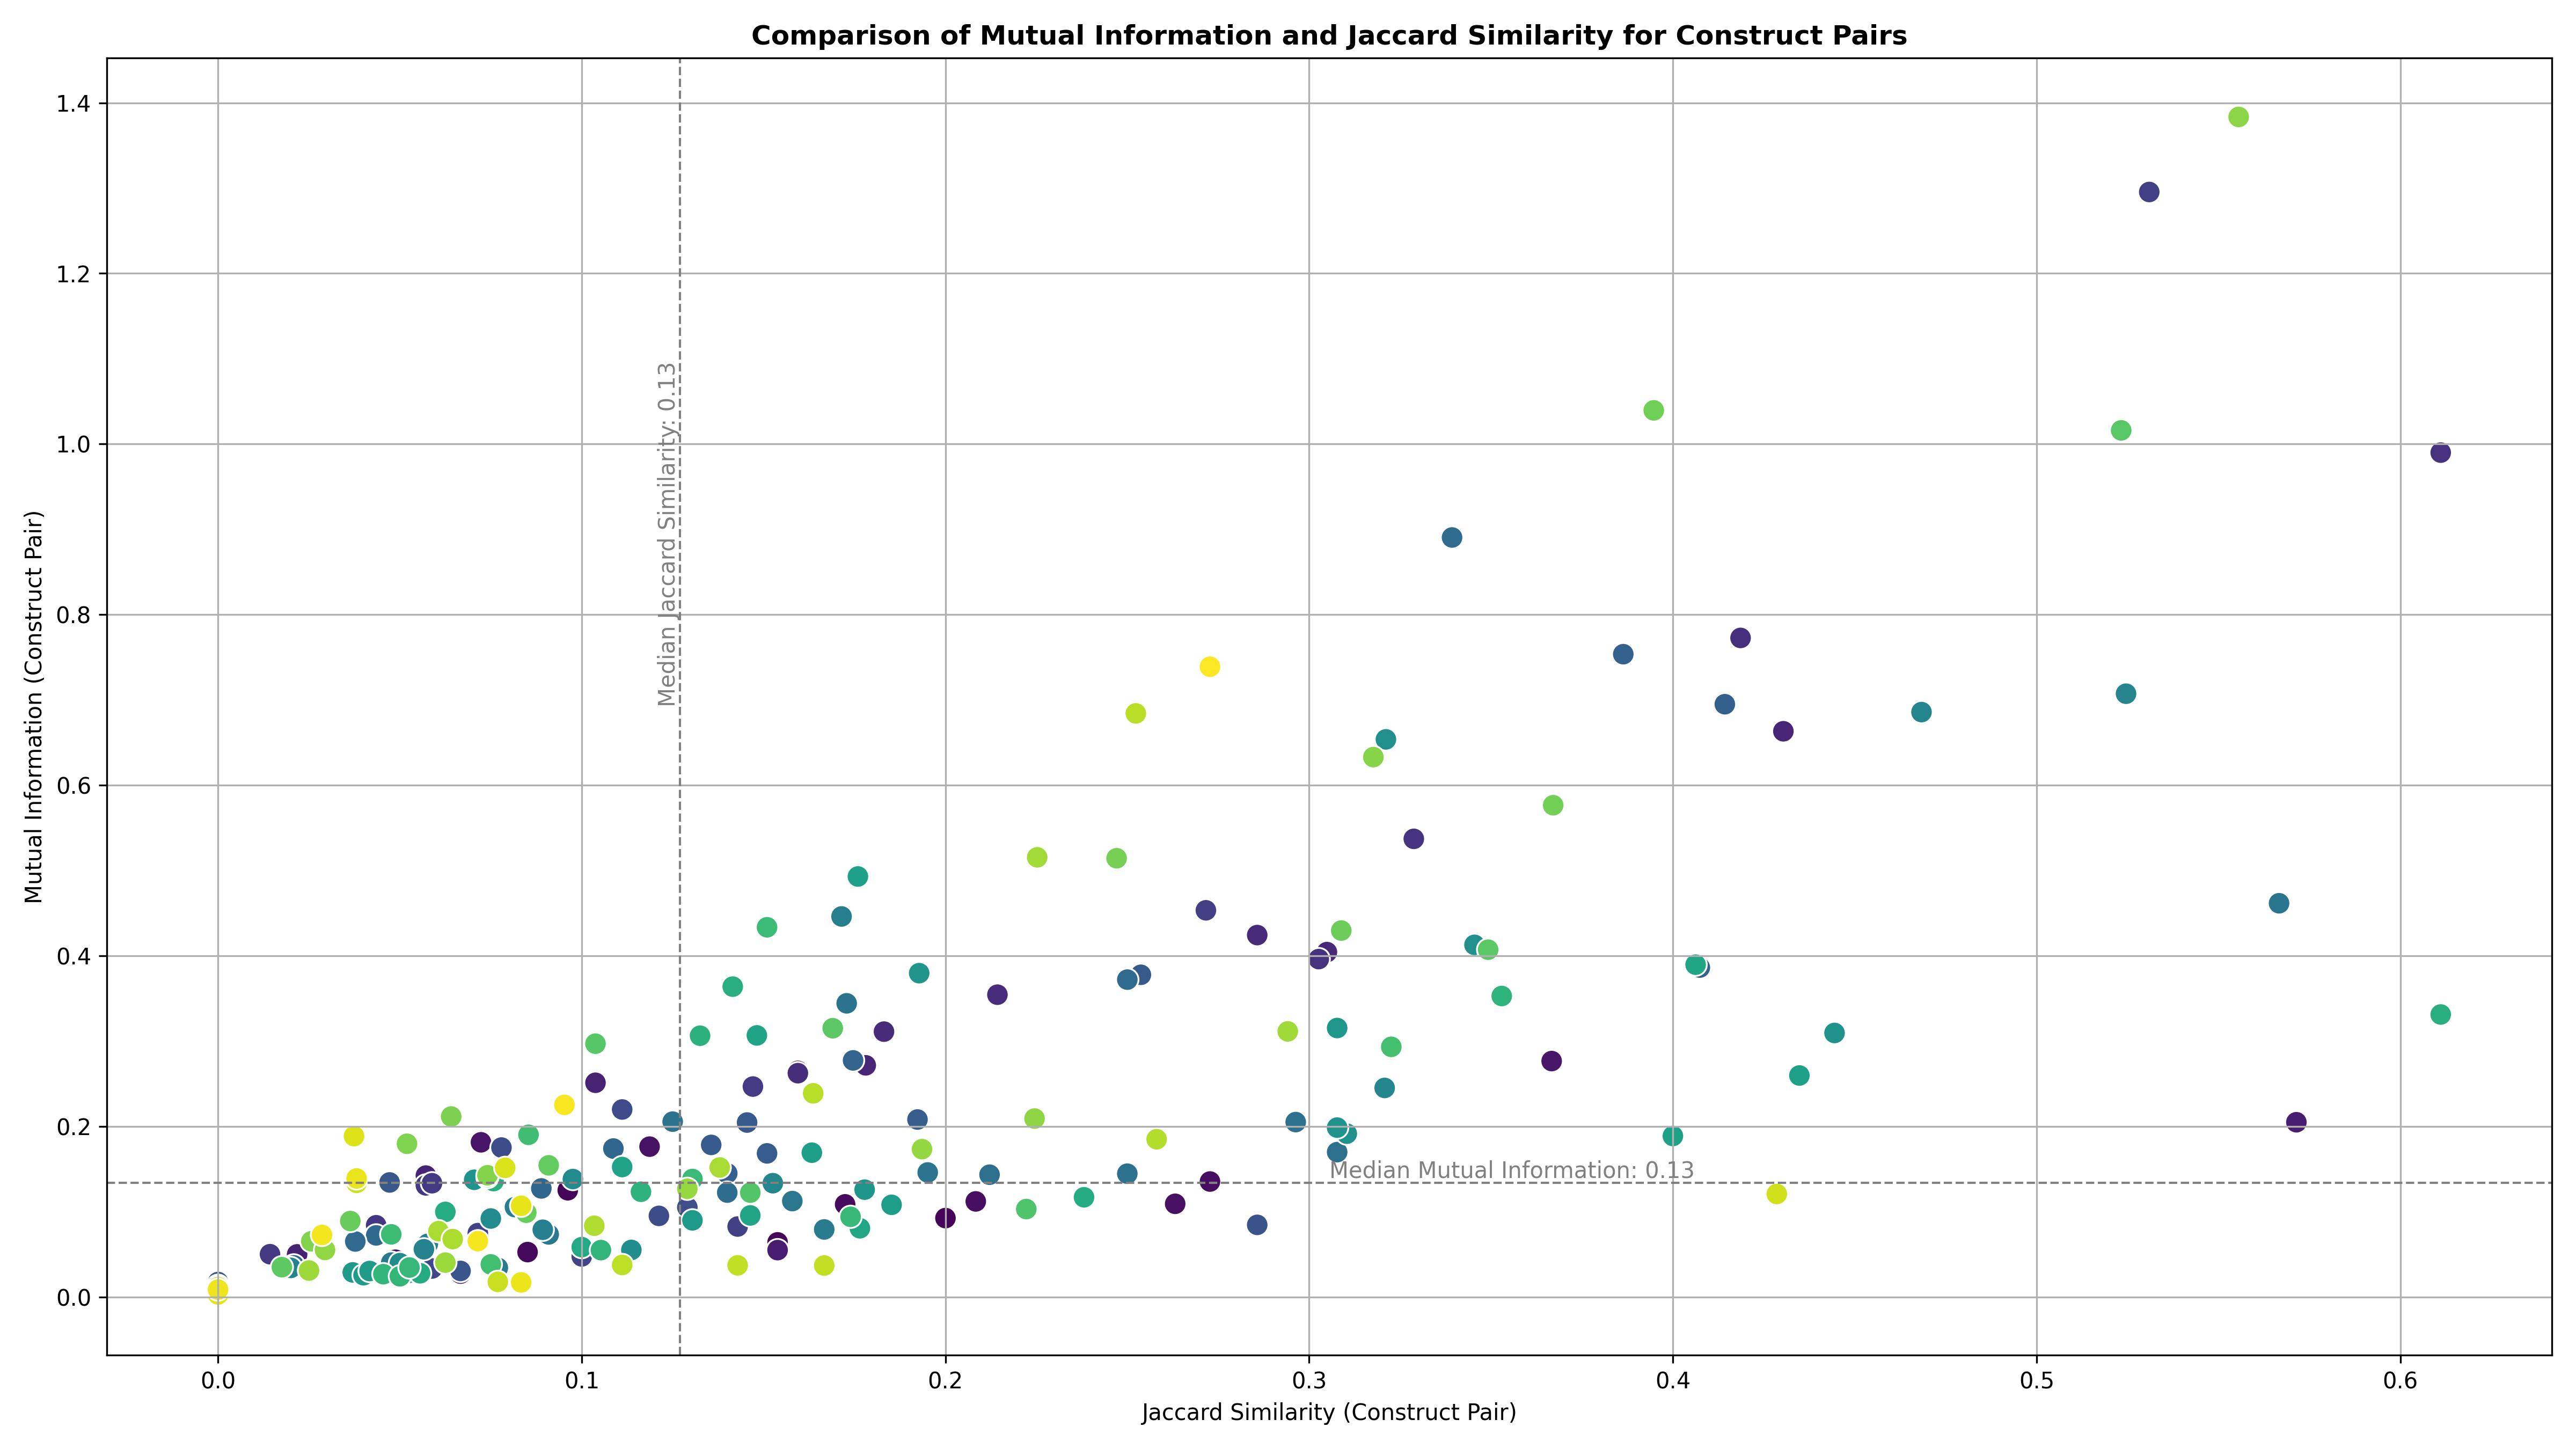 Comparison of Mutual Information and Jaccard Similarity for Construct Pairs
Mutual Information (Construct Pair)
1.4
1.2
1.0
0.8
0.6
0.4
0.2
0.0
Median Jaccard Similarity: 0.13
Median Mutual Information: 0.13
0.0 0.1 0.2 0.3 0.4 0.5 0.6
Jaccard Similarity (Construct Pair)